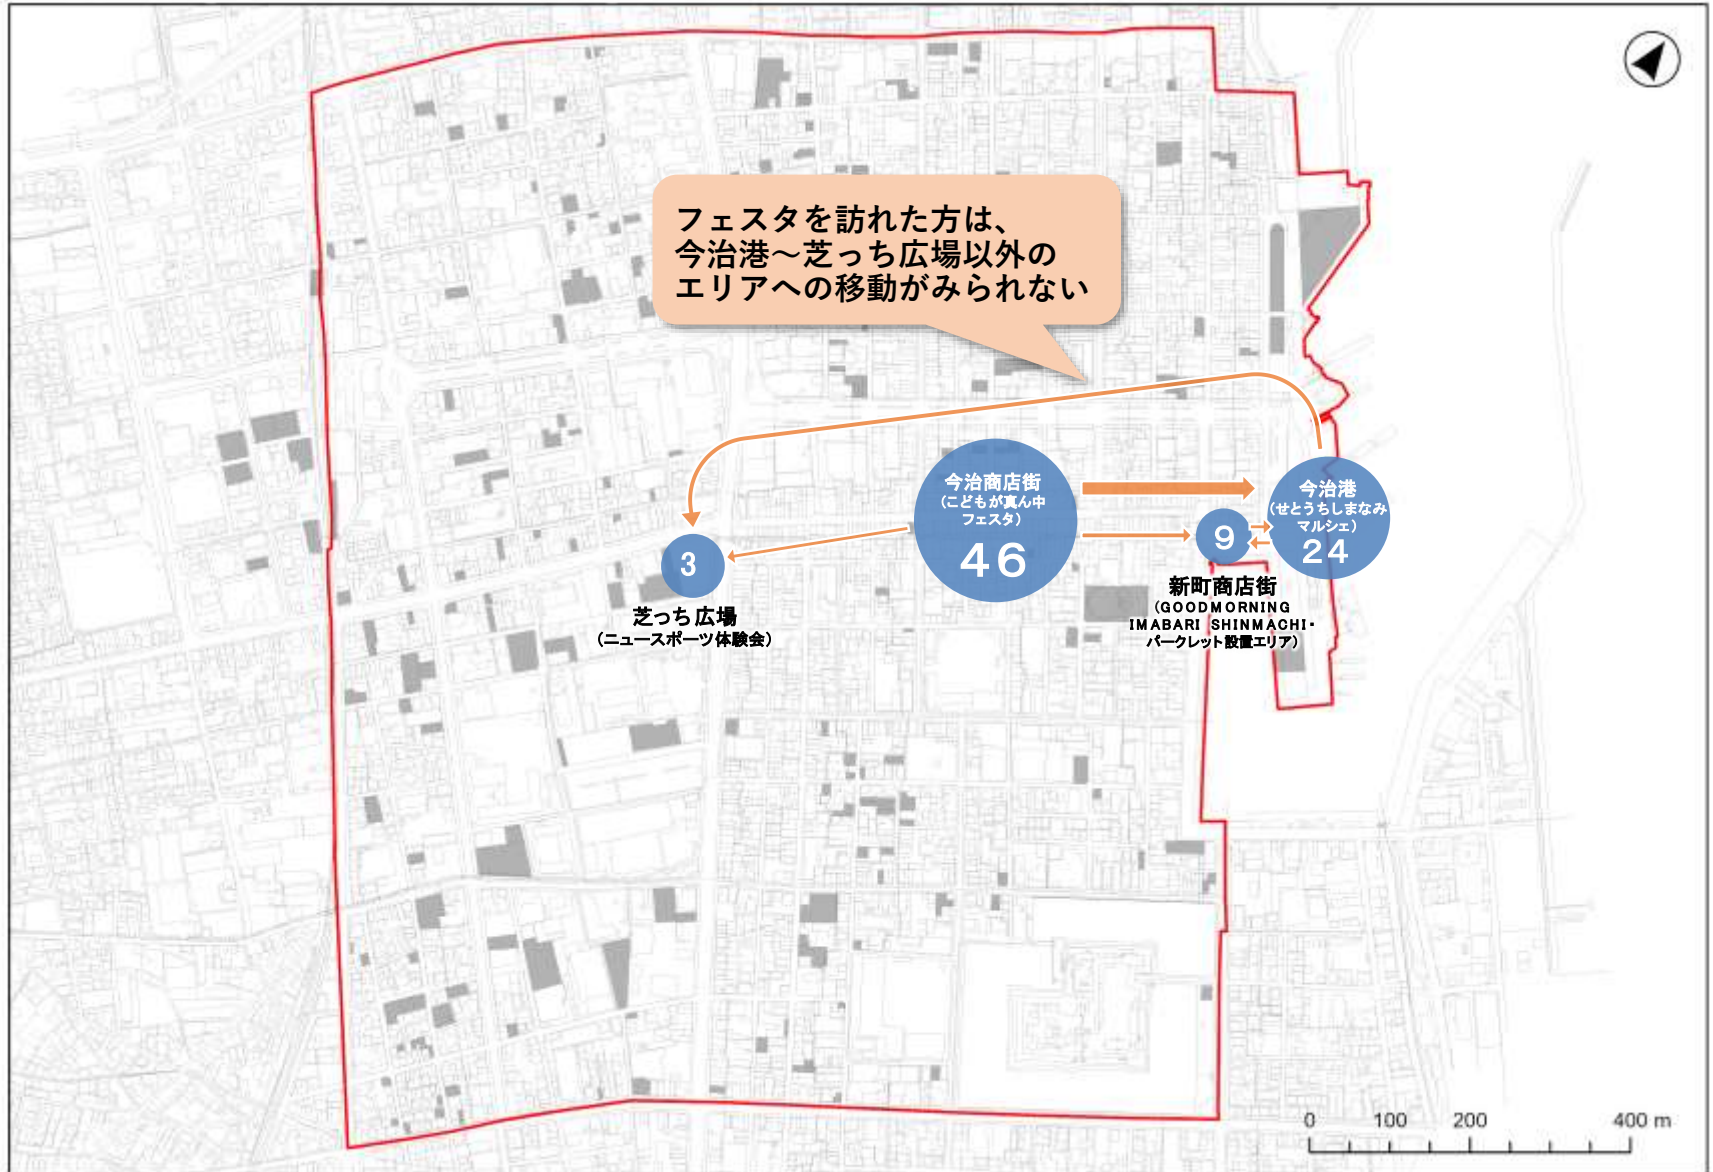 フェスタを訪れた方は、
今治港～芝っち広場以外の
エリアへの移動がみられない
今治商店街
(こどもが真ん中
フェスタ)
46
今治港
(せとうちしまなみ
マルシェ)
24
9
新町商店街
(GOODMORNING
IMABARI SHINMACHI・
パークレット設置エリア)
3
芝っち広場
(ニュースポーツ体験会)
0 100 200 400 m